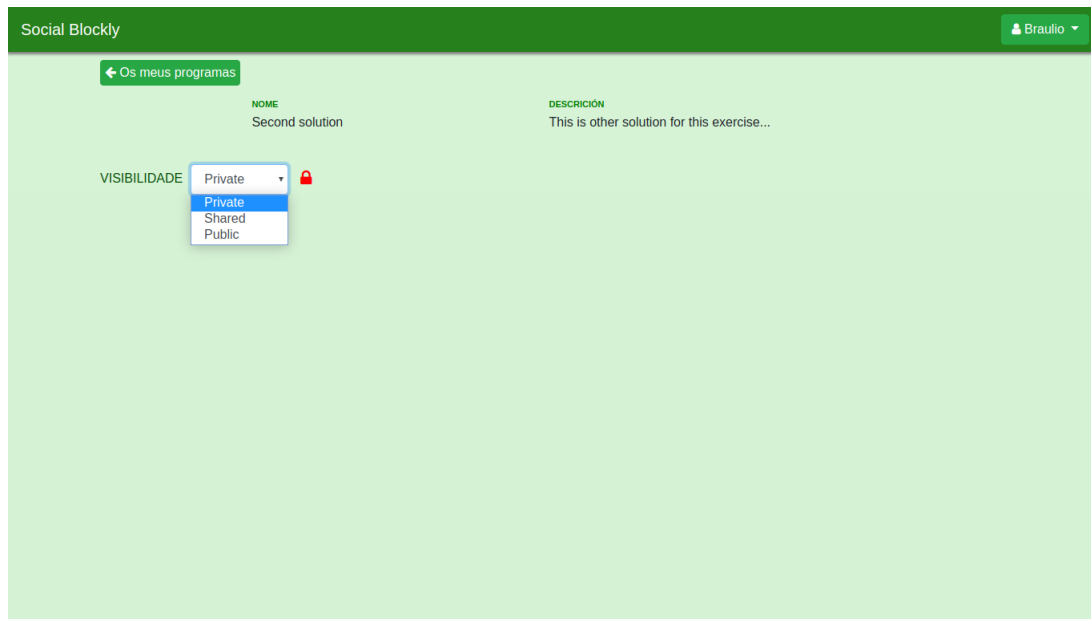 Social Blockly
Braulio
Os meus programas
NOME
DESCRICIÓN
Second solution
This is other solution for this exercise...
VISIBILIDADE
Private
Private
Shared
Public